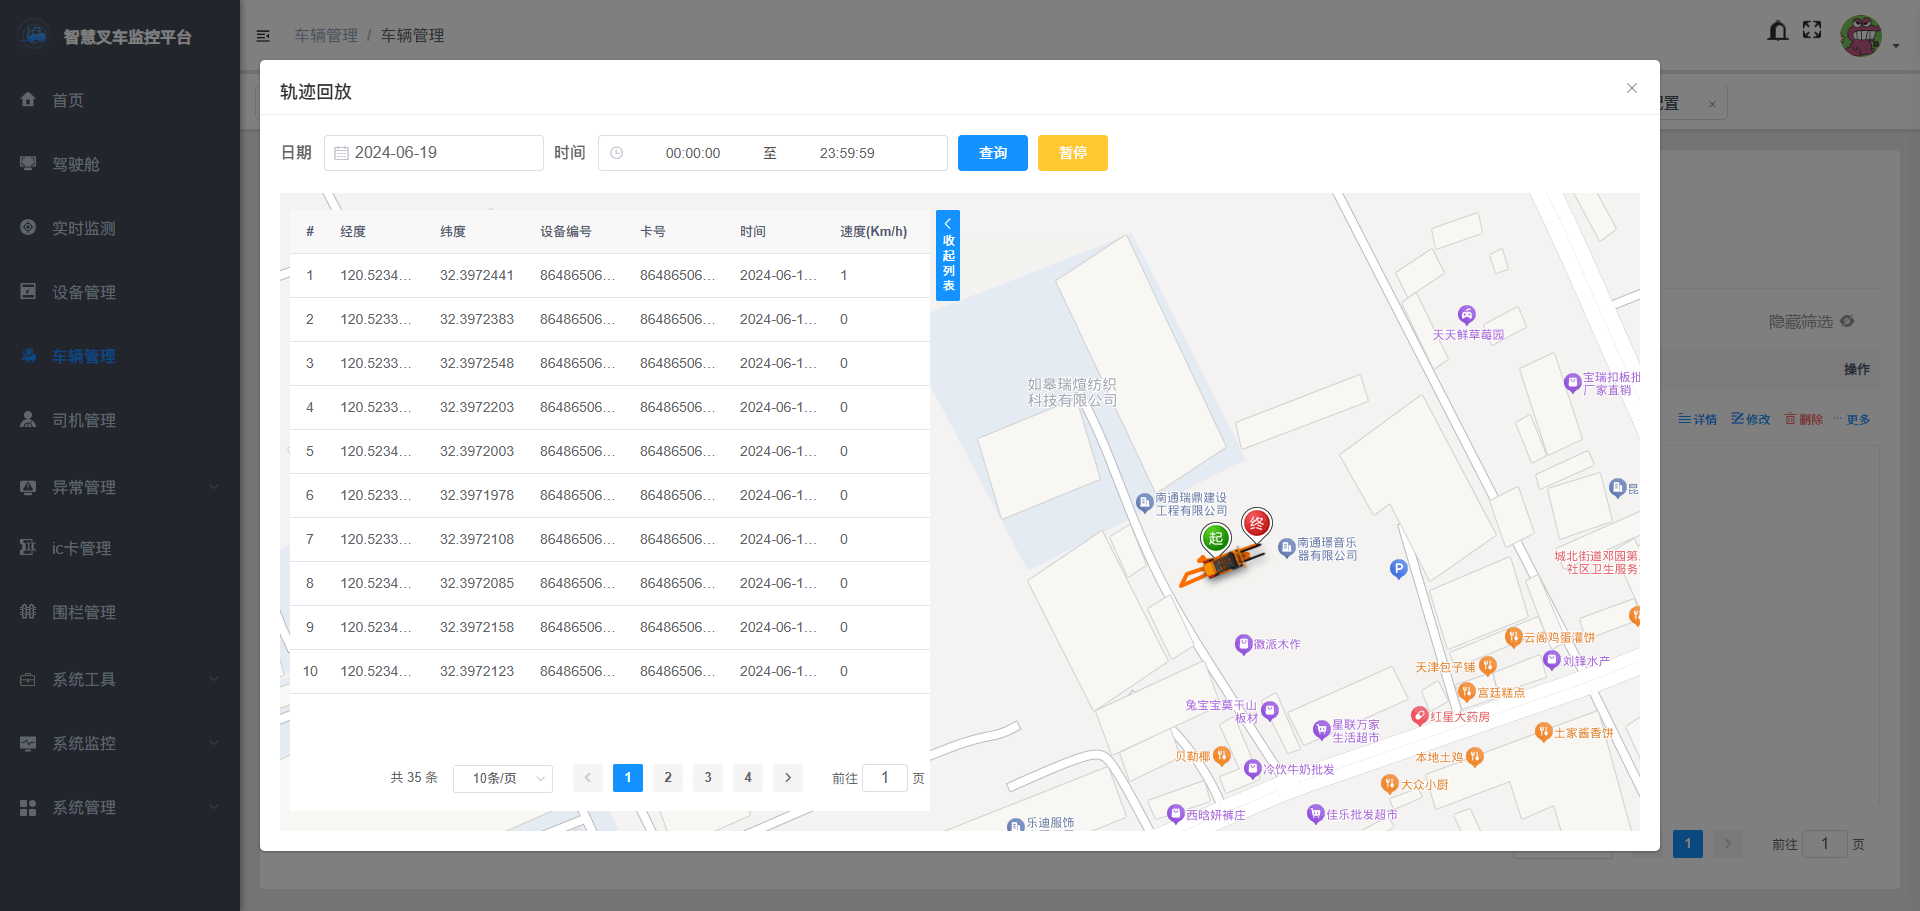 智慧叉车监控平台
首页
驾驶舱
实时监测
设备管理
车辆管理
司机管理
异常管理
ic卡管理
围栏管理
系统工具
系统监控
系统管理
车辆管理 / 车辆管理
配置 ×
轨迹回放
日期 2024-06-19 时间 00:00:00 至 23:59:59 查询 暂停
# 经度 纬度 设备编号 卡号 时间 速度(Km/h)
1 120.5234... 32.3972441 86486506... 86486506... 2024-06-1... 1
2 120.5233... 32.3972383 86486506... 86486506... 2024-06-1... 0
3 120.5233... 32.3972548 86486506... 86486506... 2024-06-1... 0
4 120.5234... 32.3972203 86486506... 86486506... 2024-06-1... 0
5 120.5234... 32.3972003 86486506... 86486506... 2024-06-1... 0
6 120.5233... 32.3971978 86486506... 86486506... 2024-06-1... 0
7 120.5233... 32.3972108 86486506... 86486506... 2024-06-1... 0
8 120.5234... 32.3972085 86486506... 86486506... 2024-06-1... 0
9 120.5234... 32.3972158 86486506... 86486506... 2024-06-1... 0
10 120.5234... 32.3972123 86486506... 86486506... 2024-06-1... 0
共 35 条 10条/页 1 2 3 4 前往 1 页
收起列表
天天鲜草莓园
宝瑞扣板批
厂家直销
如皋瑞煊纺织
科技有限公司
南通瑞鼎建设
工程有限公司
昆
起
终
南通璟音乐
器有限公司
P
城北街道邓园第
社区卫生服务
徽派木作
云阁鸡蛋灌饼
天津包子铺
刘锋水产
宫廷糕点
兔宝宝莫干山
板材
红星大药房
星联万家
生活超市
土家酱香饼
贝勒椰
本地土鸡
冷饮牛奶批发
大众小厨
西晗妍裤庄
佳乐批发超市
乐迪服饰
隐藏筛选
操作
详情 修改 删除 ··· 更多
1 前往 1 页